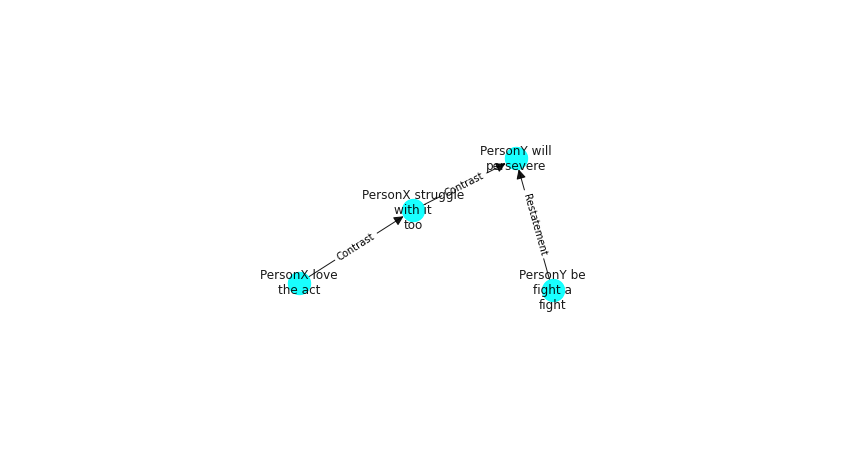 PersonY will
persevere
Contrast
PersonX struggle
with it
too
Restatement
Contrast
PersonX love
the act
PersonY be
fight a
fight